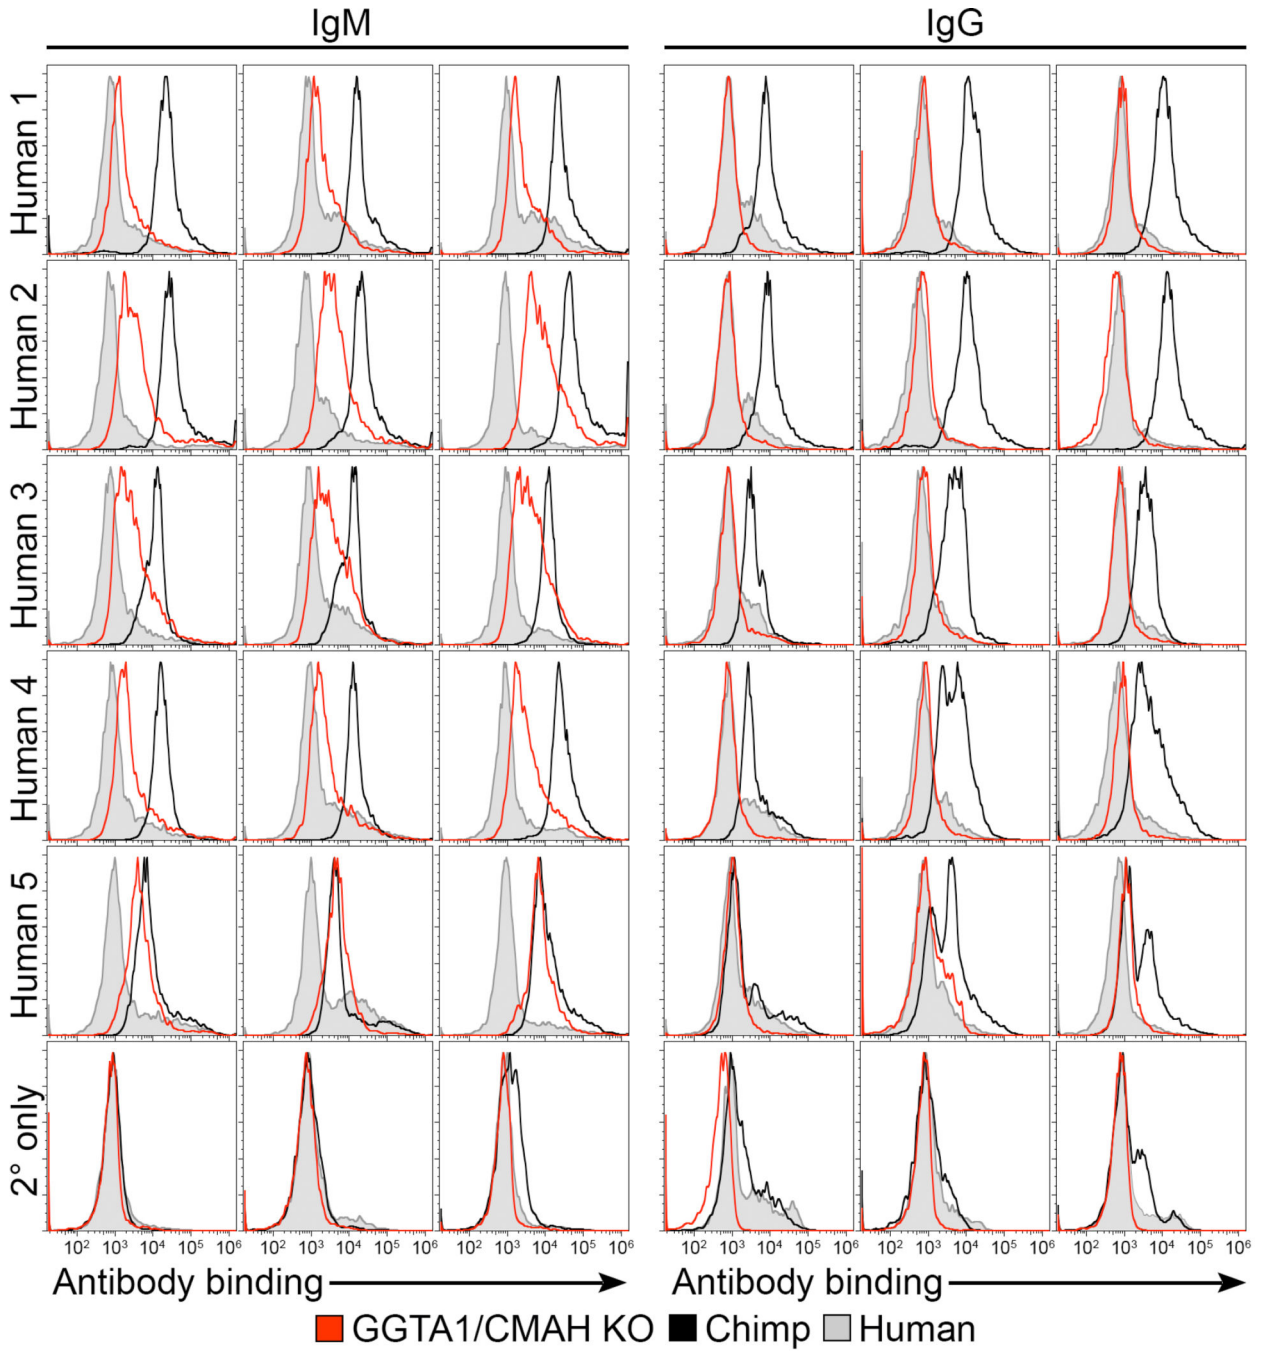 IgM IgG
Human 1
Human 2
Human 3
Human 4
Human 5
2° only
10² 10³ 10⁴ 10⁵ 10⁶ 10² 10³ 10⁴ 10⁵ 10⁶ 10² 10³ 10⁴ 10⁵ 10⁶ 10² 10³ 10⁴ 10⁵ 10⁶ 10² 10³ 10⁴ 10⁵ 10⁶ 10² 10³ 10⁴ 10⁵ 10⁶
Antibody binding Antibody binding
GGTA1/CMAH KO Chimp Human